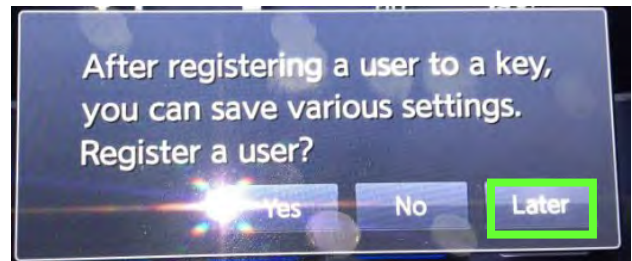 After registering a user to a key,
you can save various settings.
Register a user?
Yes No Later